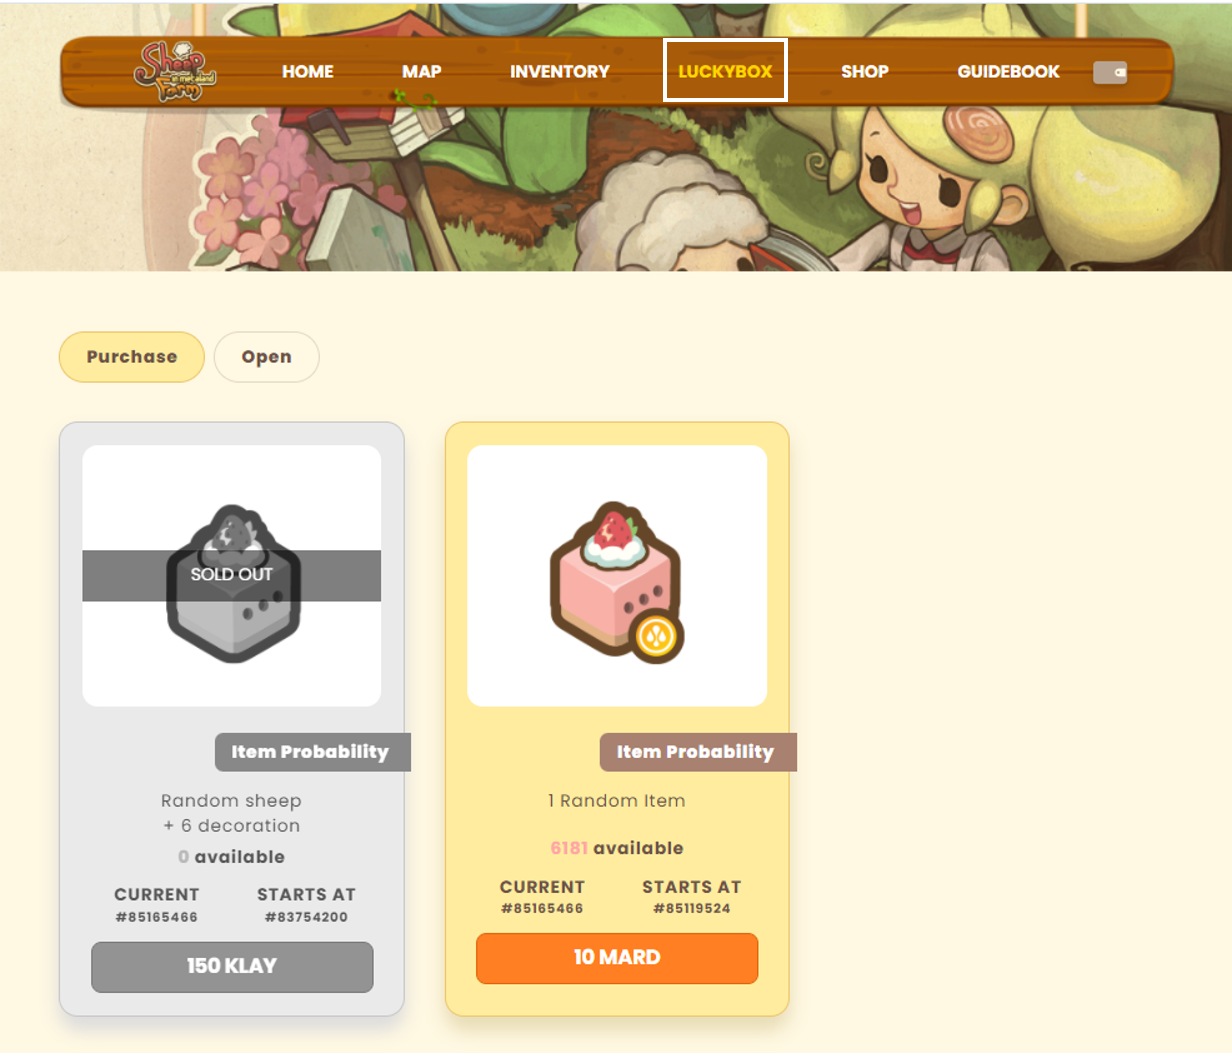 Sheep
Farm
in metaland
HOME
MAP
INVENTORY
LUCKYBOX
SHOP
GUIDEBOOK
Purchase
Open
SOLD OUT
Item Probability
Random sheep
+ 6 decoration
0 available
CURRENT
#85165466
STARTS AT
#83754200
150 KLAY
Item Probability
1 Random Item
6181 available
CURRENT
#85165466
STARTS AT
#85119524
10 MARD